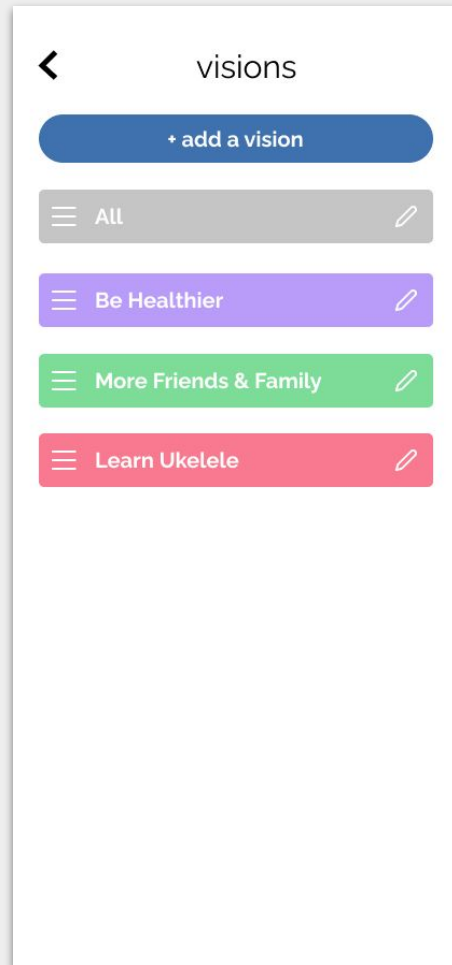 visions
+ add a vision
All
Be Healthier
More Friends & Family
Learn Ukelele